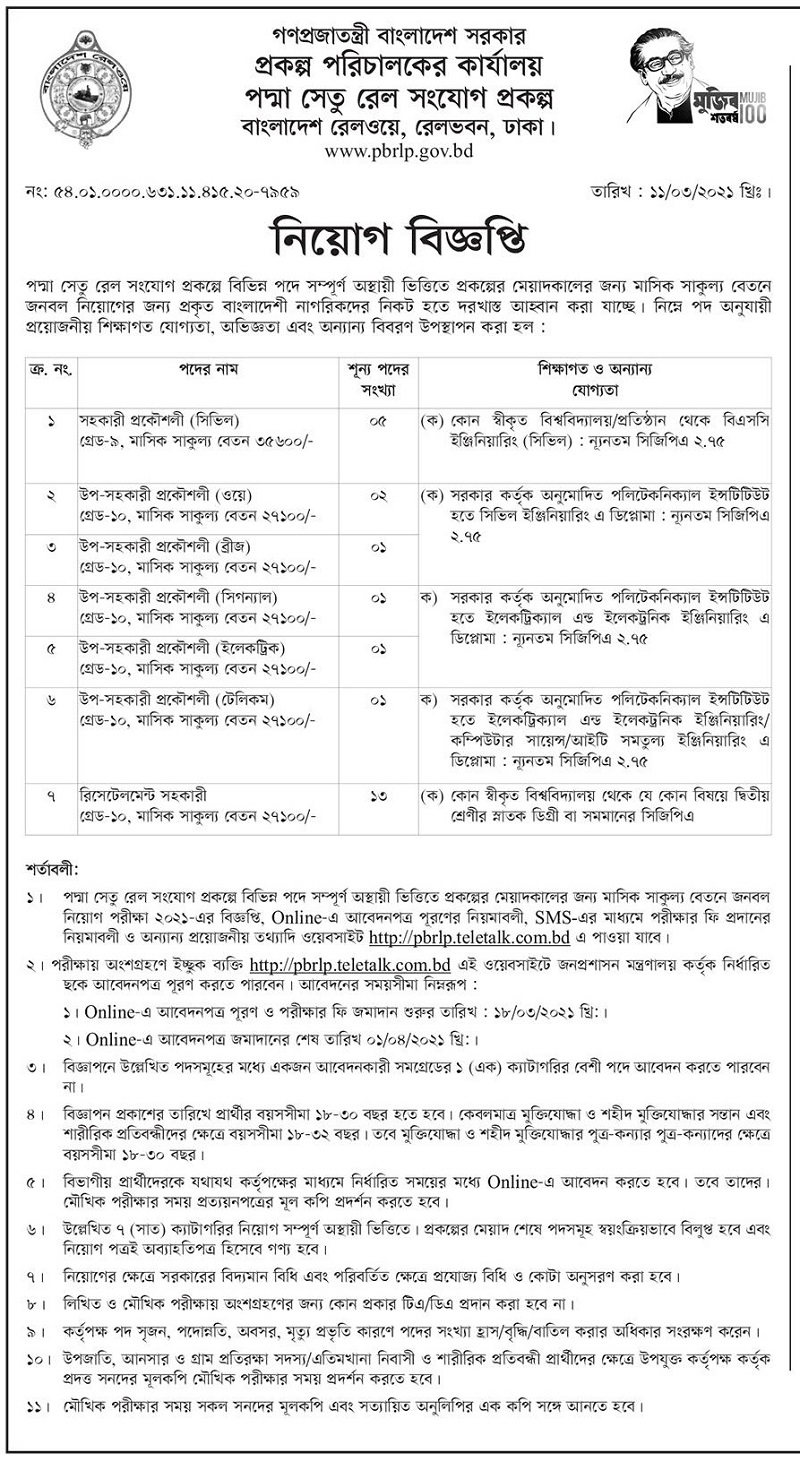 গণপ্রজাতন্ত্রী বাংলাদেশ সরকার
প্রকল্প পরিচালকের কার্যালয়
পদ্মা সেতু রেল সংযোগ প্রকল্প
বাংলাদেশ রেলওয়ে, রেলভবন, ঢাকা।
www.pbrlp.gov.bd
বাংলাদেশ রেলওয়ে
মুজিব MUJIB
শতবর্ষ 100
নং: ৫৪.০১.০০০০.৬৩১.১১.৪১৫.২০-৭৯৫৯ তারিখ : ১১/০৩/২০২১ খ্রিঃ।
নিয়োগ বিজ্ঞপ্তি
পদ্মা সেতু রেল সংযোগ প্রকল্পে বিভিন্ন পদে সম্পূর্ণ অস্থায়ী ভিত্তিতে প্রকল্পের মেয়াদকালের জন্য মাসিক সাকুল্য বেতনে
জনবল নিয়োগের জন্য প্রকৃত বাংলাদেশী নাগরিকদের নিকট হতে দরখাস্ত আহ্বান করা যাচ্ছে। নিম্নে পদ অনুযায়ী
প্রয়োজনীয় শিক্ষাগত যোগ্যতা, অভিজ্ঞতা এবং অন্যান্য বিবরণ উপস্থাপন করা হল :
ক্র. নং. পদের নাম শূন্য পদের শিক্ষাগত ও অন্যান্য
সংখ্যা যোগ্যতা
১ সহকারী প্রকৌশলী (সিভিল) ০৫ (ক) কোন স্বীকৃত বিশ্ববিদ্যালয়/প্রতিষ্ঠান থেকে বিএসসি
গ্রেড-৯, মাসিক সাকুল্য বেতন ৩৫৬০০/- ইঞ্জিনিয়ারিং (সিভিল) : ন্যূনতম সিজিপিএ ২.৭৫
২ উপ-সহকারী প্রকৌশলী (ওয়ে) ০২ (ক) সরকার কর্তৃক অনুমোদিত পলিটেকনিক্যাল ইন্সটিটিউট
গ্রেড-১০, মাসিক সাকুল্য বেতন ২৭১০০/- হতে সিভিল ইঞ্জিনিয়ারিং এ ডিপ্লোমা : ন্যূনতম সিজিপিএ
২.৭৫
৩ উপ-সহকারী প্রকৌশলী (ব্রীজ) ০১
গ্রেড-১০, মাসিক সাকুল্য বেতন ২৭১০০/-
৪ উপ-সহকারী প্রকৌশলী (সিগন্যাল) ০১ ক) সরকার কর্তৃক অনুমোদিত পলিটেকনিক্যাল ইন্সটিটিউট
গ্রেড-১০, মাসিক সাকুল্য বেতন ২৭১০০/- হতে ইলেকট্রিক্যাল এন্ড ইলেকট্রনিক ইঞ্জিনিয়ারিং এ
ডিপ্লোমা : ন্যূনতম সিজিপিএ ২.৭৫
৫ উপ-সহকারী প্রকৌশলী (ইলেকট্রিক) ০১
গ্রেড-১০, মাসিক সাকুল্য বেতন ২৭১০০/-
৬ উপ-সহকারী প্রকৌশলী (টেলিকম) ০১ ক) সরকার কর্তৃক অনুমোদিত পলিটেকনিক্যাল ইন্সটিটিউট
গ্রেড-১০, মাসিক সাকুল্য বেতন ২৭১০০/- হতে ইলেকট্রিক্যাল এন্ড ইলেকট্রনিক ইঞ্জিনিয়ারিং/
কম্পিউটার সায়েন্স/আইটি সমতুল্য ইঞ্জিনিয়ারিং এ
ডিপ্লোমা : ন্যূনতম সিজিপিএ ২.৭৫
৭ রিসেটেলমেন্ট সহকারী ১৩ (ক) কোন স্বীকৃত বিশ্ববিদ্যালয় থেকে যে কোন বিষয়ে দ্বিতীয়
গ্রেড-১০, মাসিক সাকুল্য বেতন ২৭১০০/- শ্রেণীর স্নাতক ডিগ্রী বা সমমানের সিজিপিএ
শর্তাবলী:
১। পদ্মা সেতু রেল সংযোগ প্রকল্পে বিভিন্ন পদে সম্পূর্ণ অস্থায়ী ভিত্তিতে প্রকল্পের মেয়াদকালের জন্য মাসিক সাকুল্য বেতনে জনবল
নিয়োগ পরীক্ষা ২০২১-এর বিজ্ঞপ্তি, Online-এ আবেদনপত্র পূরণের নিয়মাবলী, SMS-এর মাধ্যমে পরীক্ষার ফি প্রদানের
নিয়মাবলী ও অন্যান্য প্রয়োজনীয় তথ্যাদি ওয়েবসাইট http://pbrlp.teletalk.com.bd এ পাওয়া যাবে।
২। পরীক্ষায় অংশগ্রহণে ইচ্ছুক ব্যক্তি http://pbrlp.teletalk.com.bd এই ওয়েবসাইটে জনপ্রশাসন মন্ত্রণালয় কর্তৃক নির্ধারিত
ছকে আবেদনপত্র পূরণ করতে পারবেন। আবেদনের সময়সীমা নিম্নরূপ :
১। Online-এ আবেদনপত্র পূরণ ও পরীক্ষার ফি জমাদান শুরুর তারিখ : ১৮/০৩/২০২১ খ্রি:।
২। Online-এ আবেদনপত্র জমাদানের শেষ তারিখ ০১/০৪/২০২১ খ্রি:।
৩। বিজ্ঞাপনে উল্লেখিত পদসমূহের মধ্যে একজন আবেদনকারী সমগ্রেডের ১ (এক) ক্যাটাগরির বেশী পদে আবেদন করতে পারবেন
না।
৪। বিজ্ঞাপন প্রকাশের তারিখে প্রার্থীর বয়সসীমা ১৮-৩০ বছর হতে হবে। কেবলমাত্র মুক্তিযোদ্ধা ও শহীদ মুক্তিযোদ্ধার সন্তান এবং
শারীরিক প্রতিবন্ধীদের ক্ষেত্রে বয়সসীমা ১৮-৩২ বছর। তবে মুক্তিযোদ্ধা ও শহীদ মুক্তিযোদ্ধার পুত্র-কন্যার পুত্র-কন্যাদের ক্ষেত্রে
বয়সসীমা ১৮-৩০ বছর।
৫। বিভাগীয় প্রার্থীদেরকে যথাযথ কর্তৃপক্ষের মাধ্যমে নির্ধারিত সময়ের মধ্যে Online-এ আবেদন করতে হবে। তবে তাদের।
মৌখিক পরীক্ষার সময় প্রত্যয়নপত্রের মূল কপি প্রদর্শন করতে হবে।
৬। উল্লেখিত ৭ (সাত) ক্যাটাগরির নিয়োগ সম্পূর্ণ অস্থায়ী ভিত্তিতে। প্রকল্পের মেয়াদ শেষে পদসমূহ স্বয়ংক্রিয়ভাবে বিলুপ্ত হবে এবং
নিয়োগ পত্রই অব্যাহতিপত্র হিসেবে গণ্য হবে।
৭। নিয়োগের ক্ষেত্রে সরকারের বিদ্যমান বিধি এবং পরিবর্তিত ক্ষেত্রে প্রযোজ্য বিধি ও কোটা অনুসরণ করা হবে।
৮। লিখিত ও মৌখিক পরীক্ষায় অংশগ্রহণের জন্য কোন প্রকার টিএ/ডিএ প্রদান করা হবে না।
৯। কর্তৃপক্ষ পদ সৃজন, পদোন্নতি, অবসর, মৃত্যু প্রভৃতি কারণে পদের সংখ্যা হ্রাস/বৃদ্ধি/বাতিল করার অধিকার সংরক্ষণ করেন।
১০। উপজাতি, আনসার ও গ্রাম প্রতিরক্ষা সদস্য/এতিমখানা নিবাসী ও শারীরিক প্রতিবন্ধী প্রার্থীদের ক্ষেত্রে উপযুক্ত কর্তৃপক্ষ কর্তৃক
প্রদত্ত সনদের মূলকপি মৌখিক পরীক্ষার সময় প্রদর্শন করতে হবে।
১১। মৌখিক পরীক্ষার সময় সকল সনদের মূলকপি এবং সত্যায়িত অনুলিপির এক কপি সঙ্গে আনতে হবে।